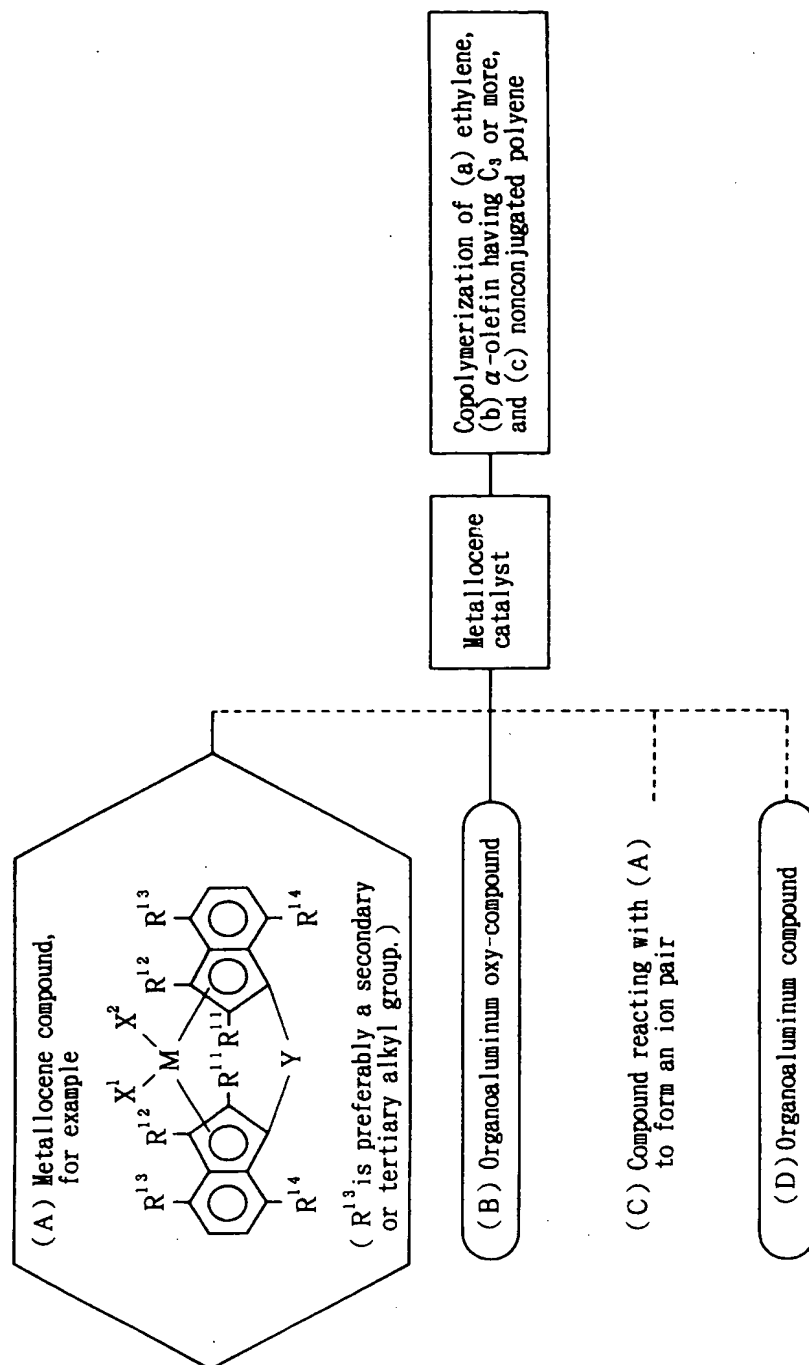 (A) Metallocene compound,
for example
X¹ X²
M
R¹³ R¹² R¹² R¹³
R¹¹ R¹¹
R¹⁴ Y R¹⁴
(R¹³ is preferably a secondary
or tertiary alkyl group.)
(B) Organoaluminum oxy-compound
(C) Compound reacting with (A)
to form an ion pair
(D) Organoaluminum compound
Metallocene
catalyst
Copolymerization of (a) ethylene,
(b) α-olefin having C₃ or more,
and (c) nonconjugated polyene